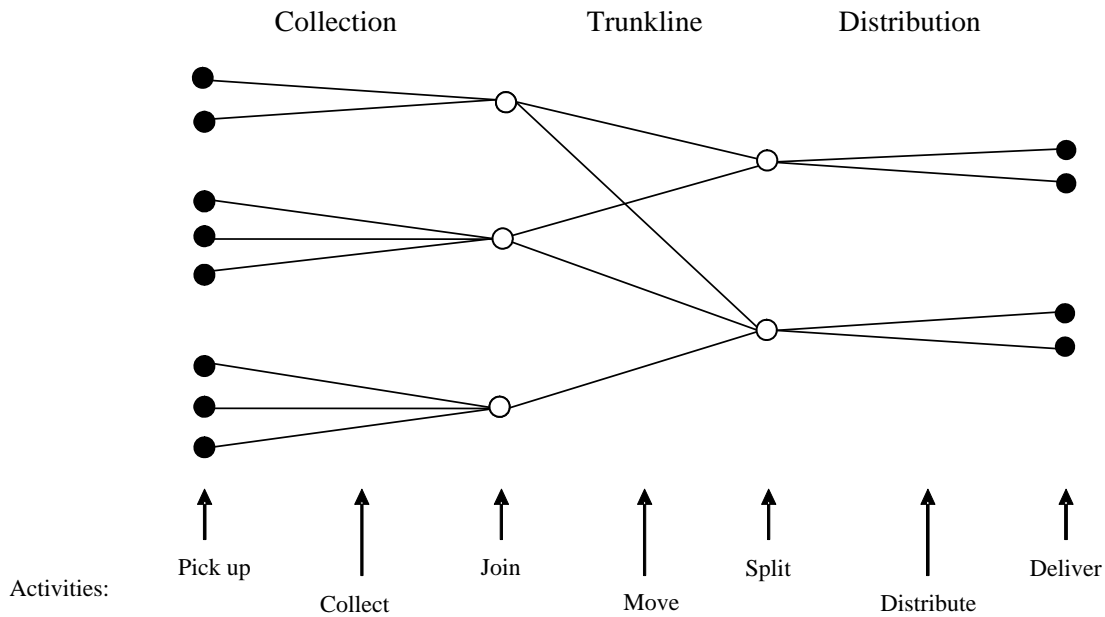 Collection Trunkline Distribution
Pick up Join Split Deliver
Activities:
Collect Move Distribute